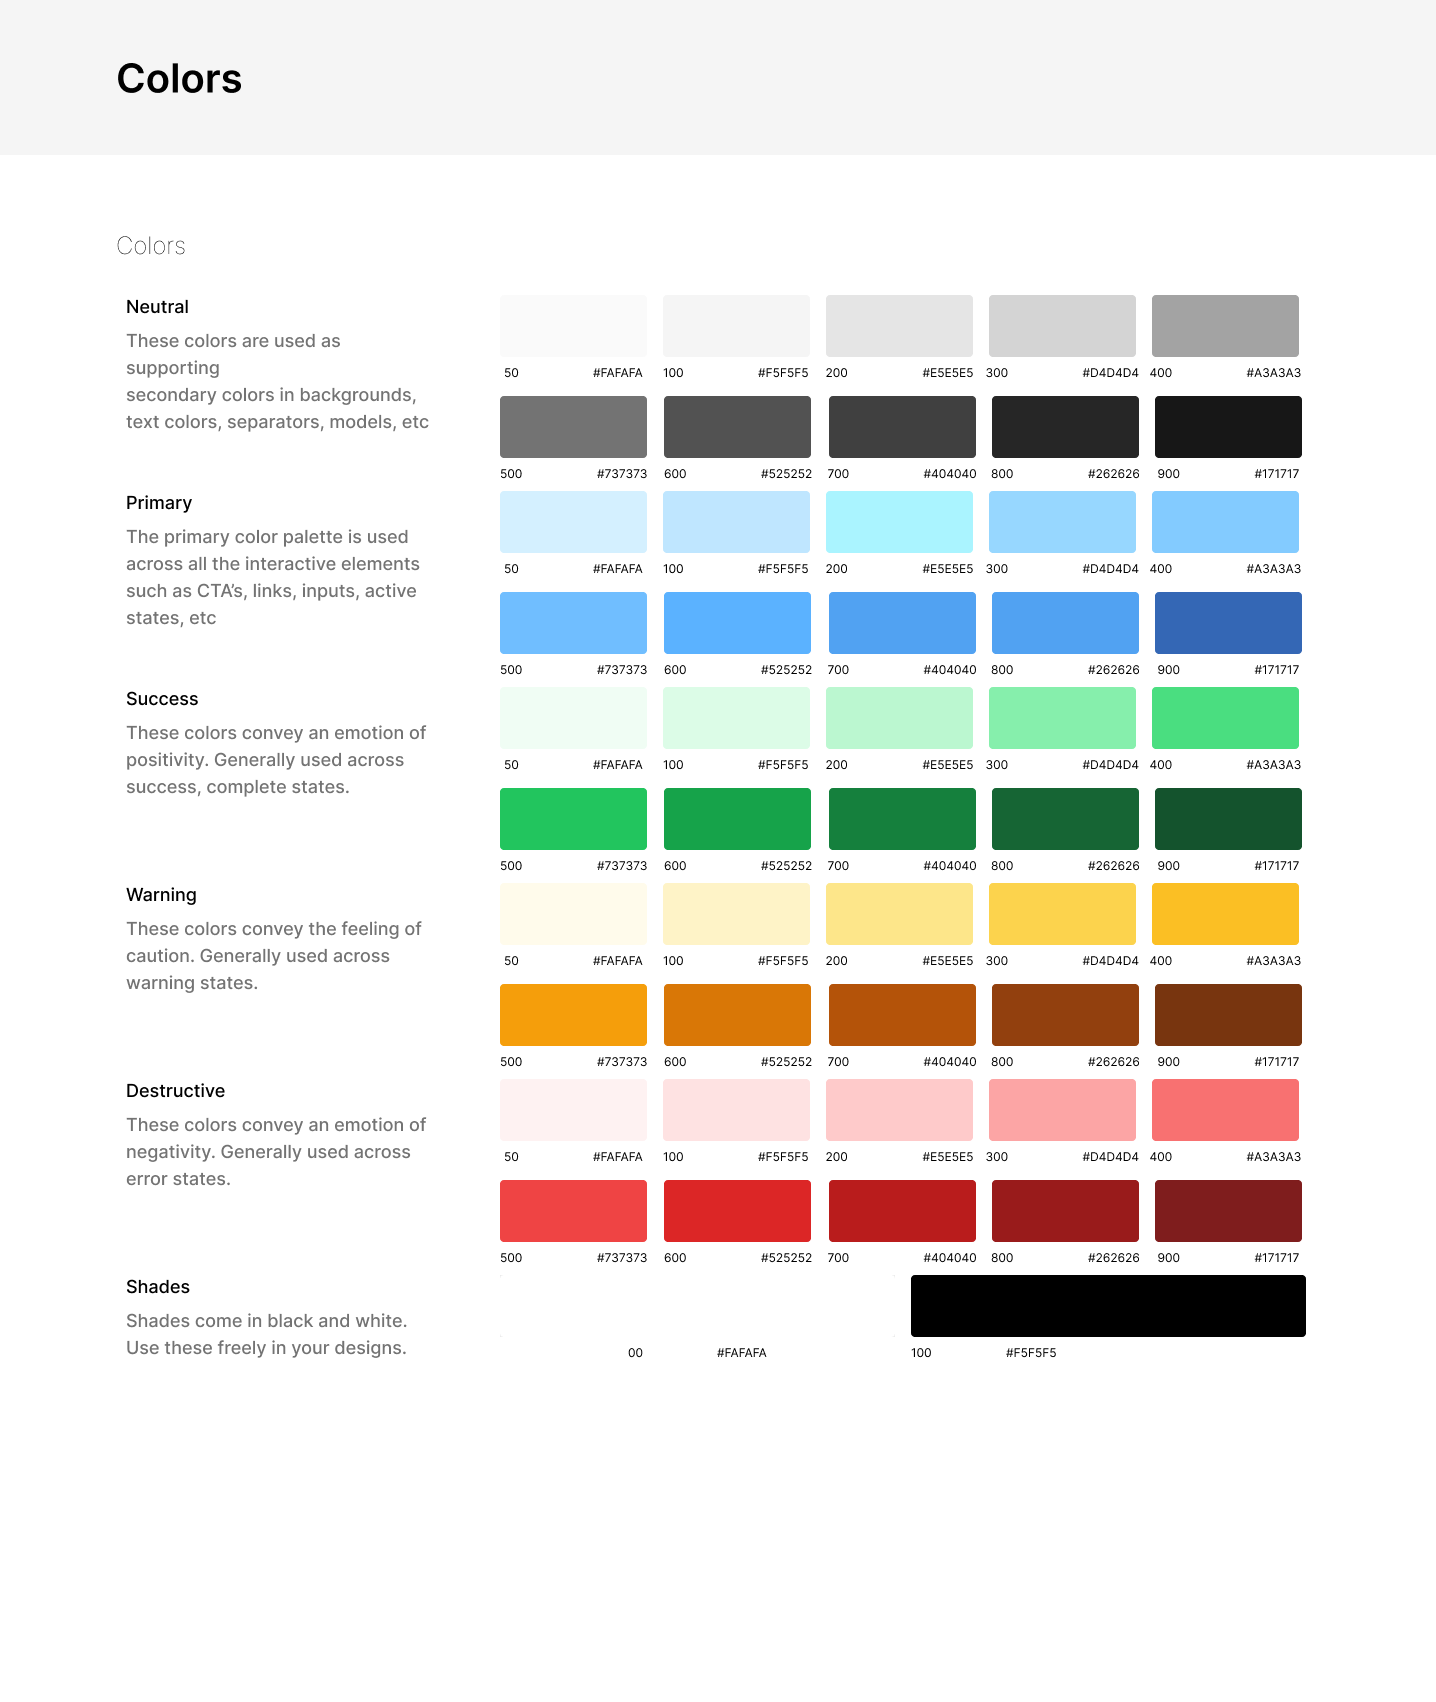 Colors
Colors
Neutral
These colors are used as
supporting
secondary colors in backgrounds,
text colors, separators, models, etc
50 #FAFAFA 100 #F5F5F5 200 #E5E5E5 300 #D4D4D4 400 #A3A3A3
500 #737373 600 #525252 700 #404040 800 #262626 900 #171717
Primary
The primary color palette is used
across all the interactive elements
such as CTA’s, links, inputs, active
states, etc
50 #FAFAFA 100 #F5F5F5 200 #E5E5E5 300 #D4D4D4 400 #A3A3A3
500 #737373 600 #525252 700 #404040 800 #262626 900 #171717
Success
These colors convey an emotion of
positivity. Generally used across
success, complete states.
50 #FAFAFA 100 #F5F5F5 200 #E5E5E5 300 #D4D4D4 400 #A3A3A3
500 #737373 600 #525252 700 #404040 800 #262626 900 #171717
Warning
These colors convey the feeling of
caution. Generally used across
warning states.
50 #FAFAFA 100 #F5F5F5 200 #E5E5E5 300 #D4D4D4 400 #A3A3A3
500 #737373 600 #525252 700 #404040 800 #262626 900 #171717
Destructive
These colors convey an emotion of
negativity. Generally used across
error states.
50 #FAFAFA 100 #F5F5F5 200 #E5E5E5 300 #D4D4D4 400 #A3A3A3
500 #737373 600 #525252 700 #404040 800 #262626 900 #171717
Shades
Shades come in black and white.
Use these freely in your designs.
00 #FAFAFA 100 #F5F5F5